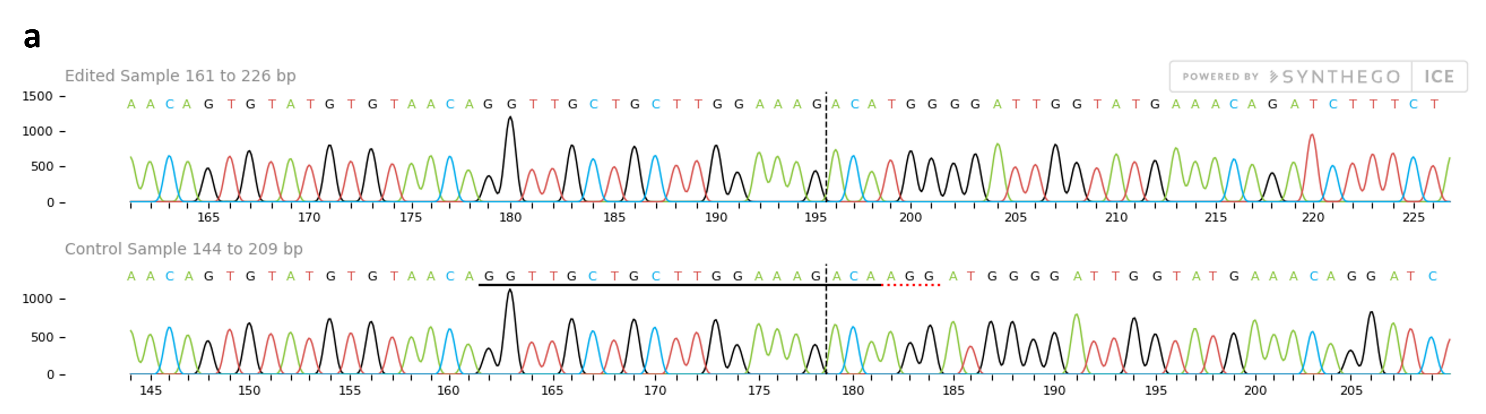 a
Edited Sample 161 to 226 bp
POWERED BY SYNTHEGO ICE
1500
A A C A G T G T A T G T G T A A C A G G T T G C T G C T T G G A A A G A C A T G G G G A T T G G T A T G A A A C A G A T C T T T C T
1000
500
0
165 170 175 180 185 190 195 200 205 210 215 220 225
Control Sample 144 to 209 bp
A A C A G T G T A T G T G T A A C A G G T T G C T G C T T G G A A A G A C A A G G A T G G G G A T T G G T A T G A A A C A G G A T C
1000
500
0
145 150 155 160 165 170 175 180 185 190 195 200 205